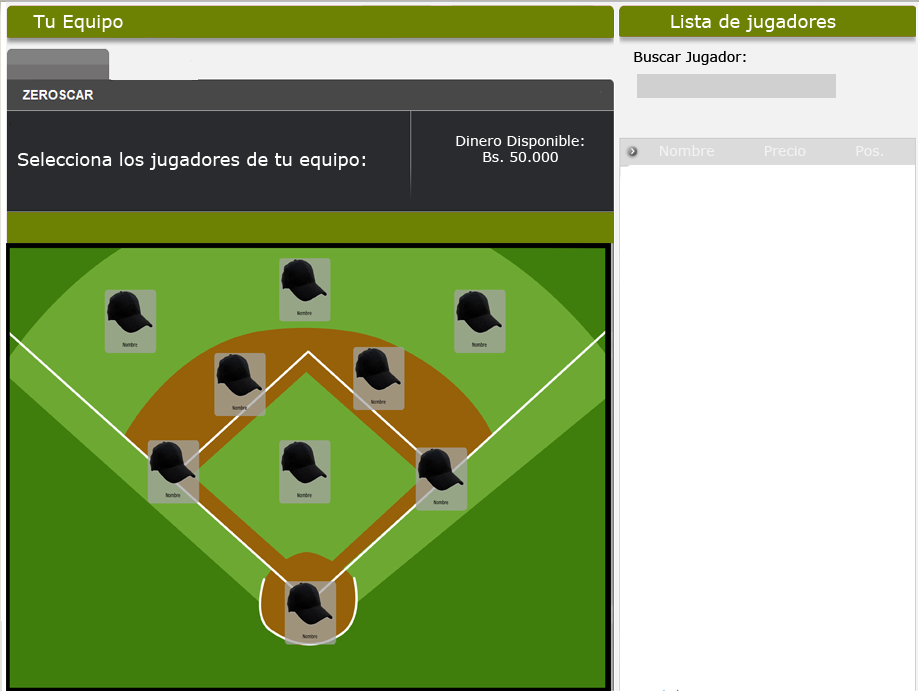 Tu Equipo
Lista de jugadores
Buscar Jugador:
ZEROSCAR
Selecciona los jugadores de tu equipo:
Dinero Disponible:
Bs. 50.000
Nombre Precio Pos.
Nombre
Nombre
Nombre
Nombre
Nombre
Nombre
Nombre
Nombre
Nombre